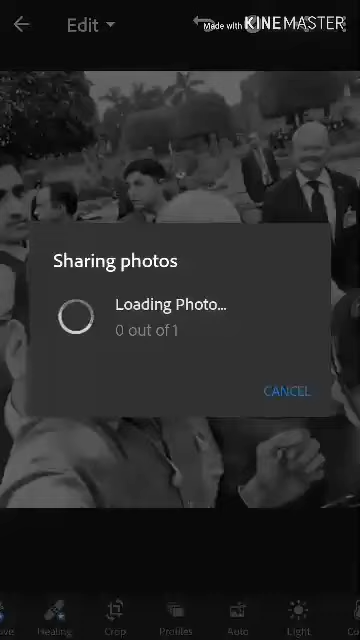 Edit
Made with KINEMASTER
Sharing photos
Loading Photo...
0 out of 1
CANCEL
Healing
Crop
Profiles
Auto
Light